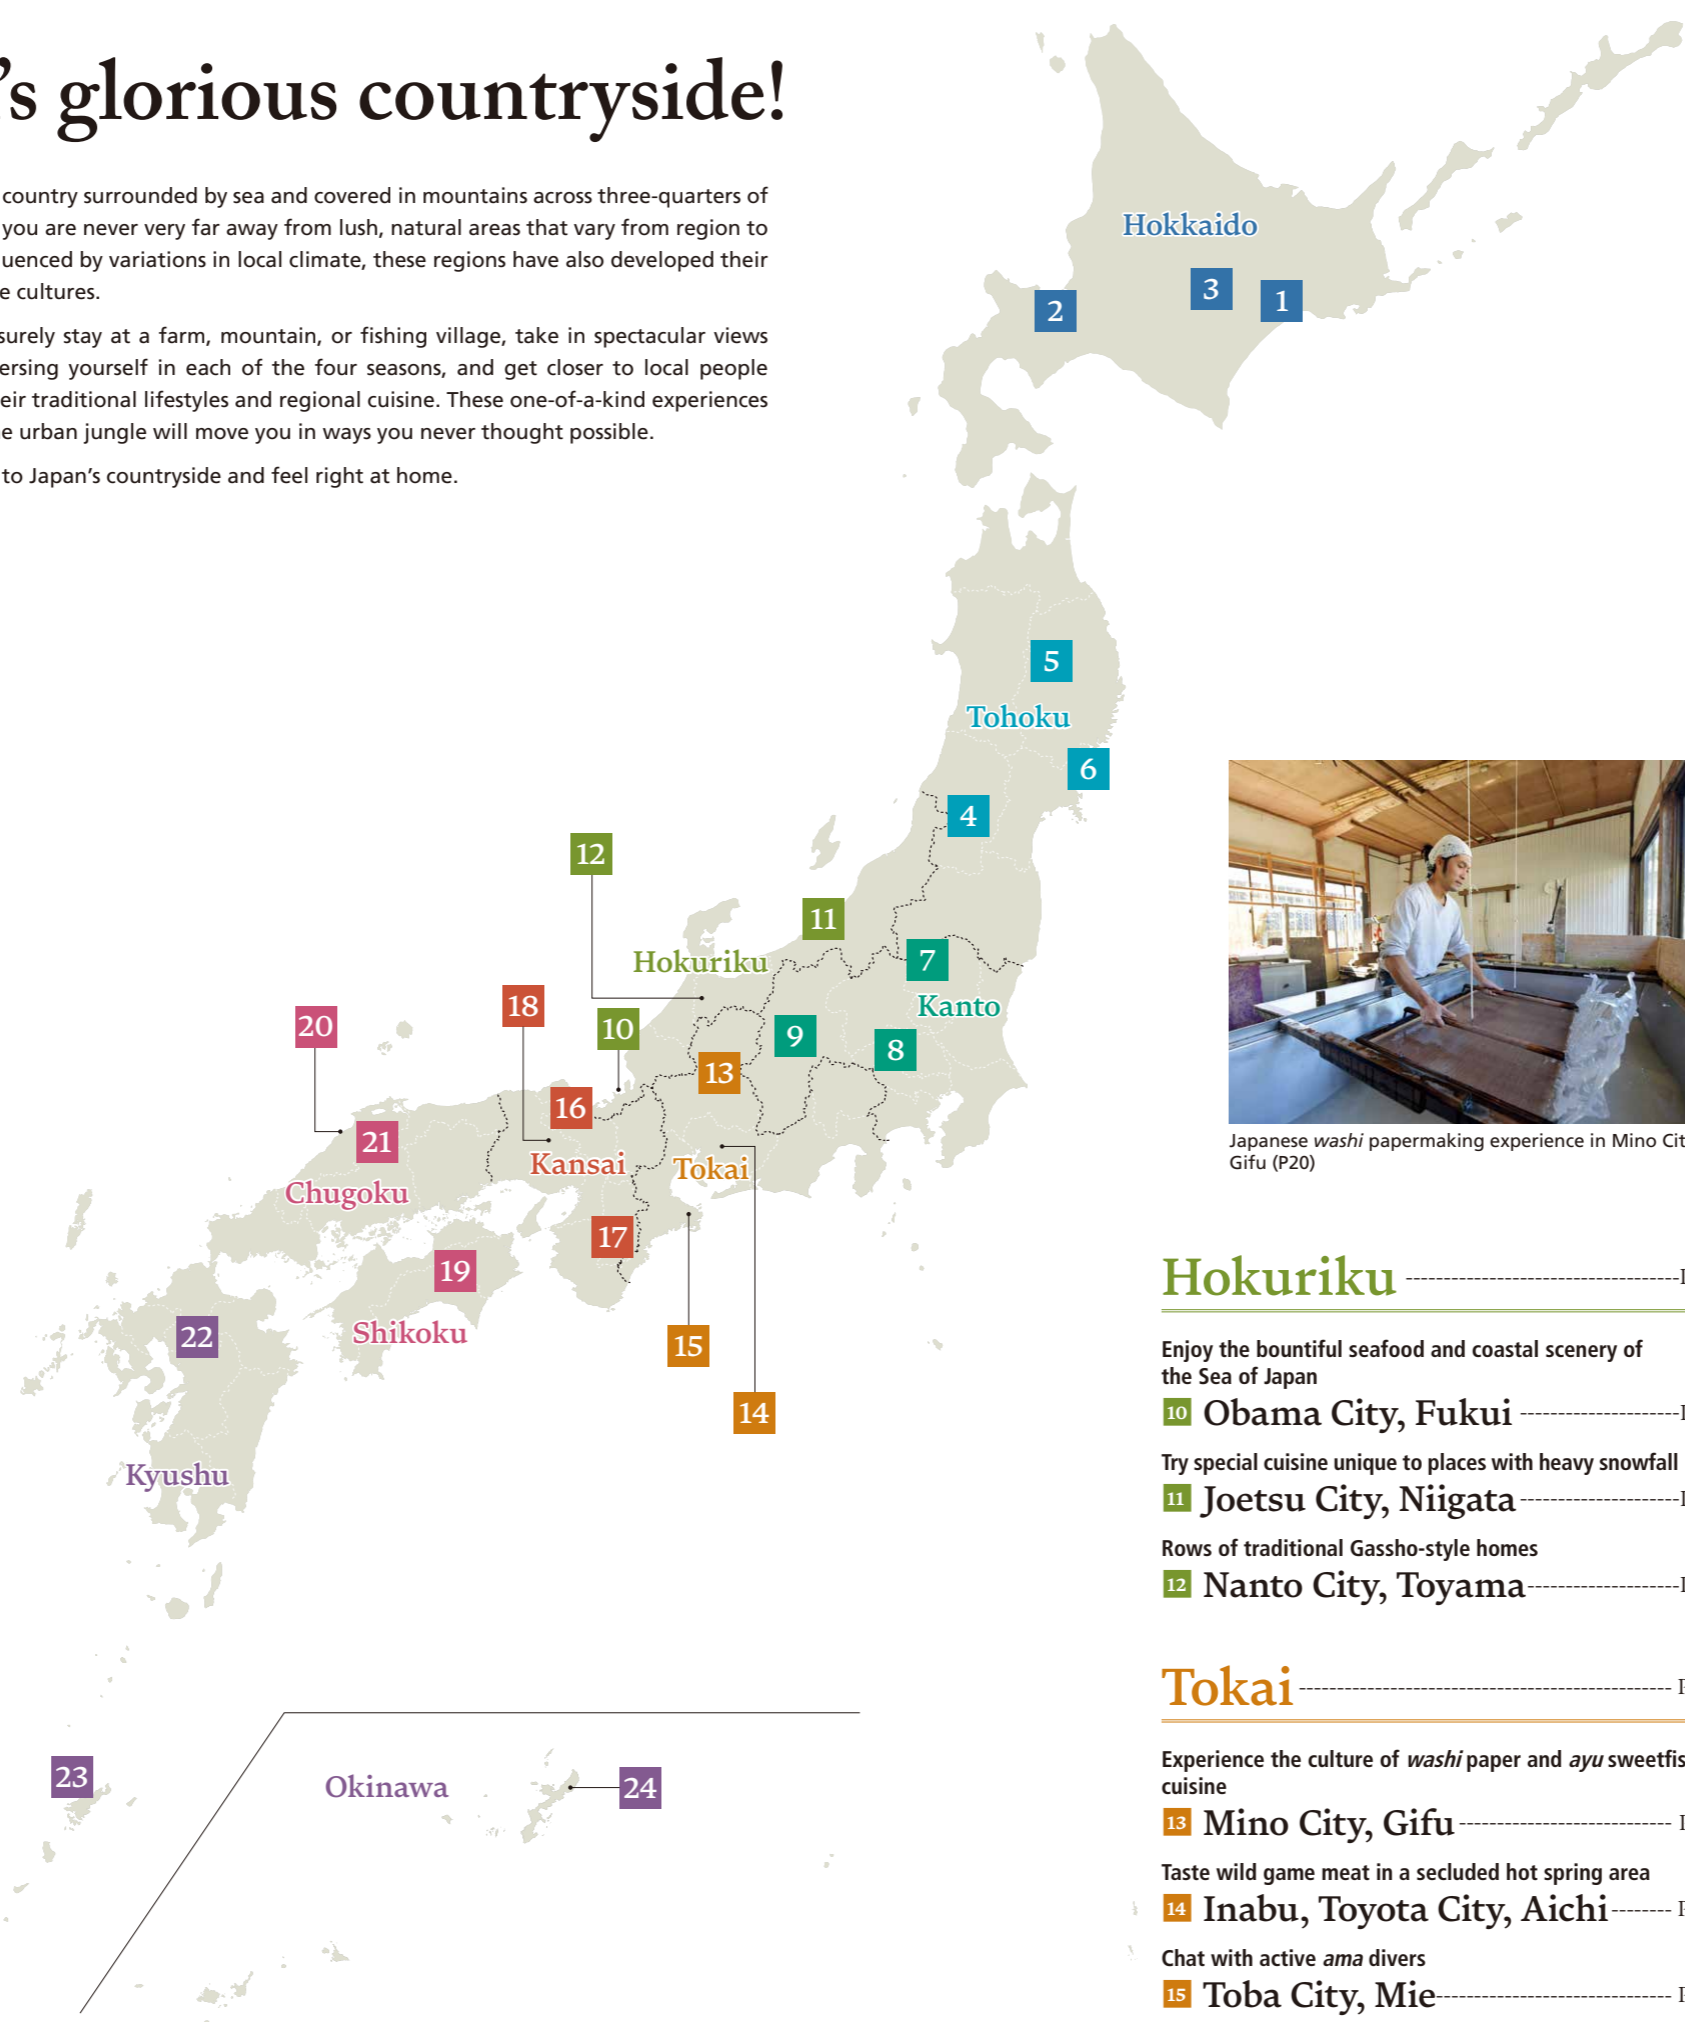 ’s glorious countryside!
country surrounded by sea and covered in mountains across three-quarters of
you are never very far away from lush, natural areas that vary from region to
uenced by variations in local climate, these regions have also developed their
e cultures.
surely stay at a farm, mountain, or fishing village, take in spectacular views
ersing yourself in each of the four seasons, and get closer to local people
eir traditional lifestyles and regional cuisine. These one-of-a-kind experiences
e urban jungle will move you in ways you never thought possible.
to Japan’s countryside and feel right at home.
Hokkaido
3
1
2
5
Tohoku
6
4
12
11
Hokuriku
7
Kanto
18
20
10
9
8
13
16
21
Kansai
Tokai
Chugoku
17
19
Shikoku
22
15
14
Kyushu
23
Okinawa
24
Japanese washi papermaking experience in Mino Cit
Gifu (P20)
Hokuriku
Enjoy the bountiful seafood and coastal scenery of
the Sea of Japan
10 Obama City, Fukui
Try special cuisine unique to places with heavy snowfall
11 Joetsu City, Niigata
Rows of traditional Gassho-style homes
12 Nanto City, Toyama
Tokai
Experience the culture of washi paper and ayu sweetfis
cuisine
13 Mino City, Gifu
Taste wild game meat in a secluded hot spring area
14 Inabu, Toyota City, Aichi
Chat with active ama divers
15 Toba City, Mie